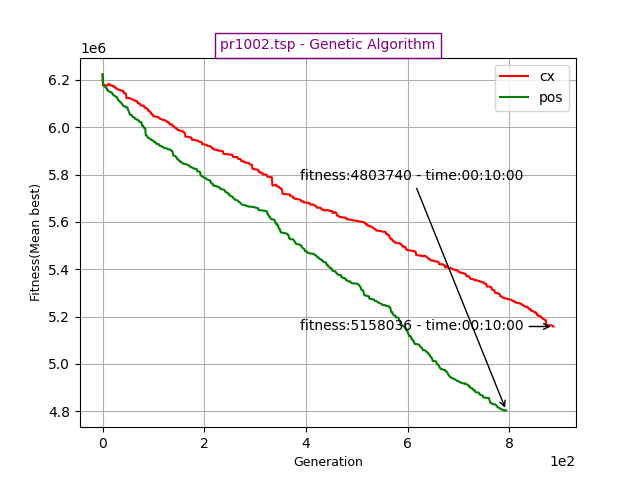 pr1002.tsp - Genetic Algorithm
1e6
cx
pos
6.2
6.0
5.8
5.6
5.4
5.2
5.0
4.8
Fitness(Mean best)
fitness:4803740 - time:00:10:00
fitness:5158036 - time:00:10:00
0
2
4
6
8
Generation
1e2